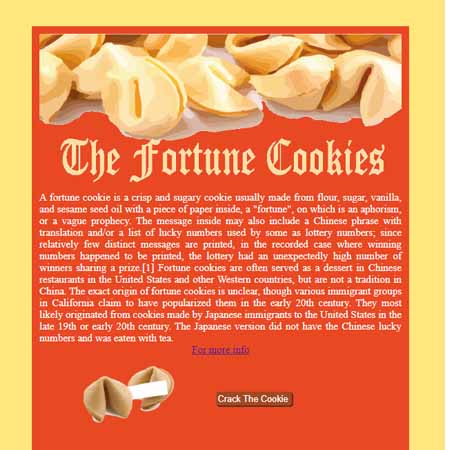 The Fortune Cookies
A fortune cookie is a crisp and sugary cookie usually made from flour, sugar, vanilla,
and sesame seed oil with a piece of paper inside, a "fortune", on which is an aphorism,
or a vague prophecy. The message inside may also include a Chinese phrase with
translation and/or a list of lucky numbers used by some as lottery numbers; since
relatively few distinct messages are printed, in the recorded case where winning
numbers happened to be printed, the lottery had an unexpectedly high number of
winners sharing a prize.[1] Fortune cookies are often served as a dessert in Chinese
restaurants in the United States and other Western countries, but are not a tradition in
China. The exact origin of fortune cookies is unclear, though various immigrant groups
in California claim to have popularized them in the early 20th century. They most
likely originated from cookies made by Japanese immigrants to the United States in the
late 19th or early 20th century. The Japanese version did not have the Chinese lucky
numbers and was eaten with tea.
For more info
Crack The Cookie